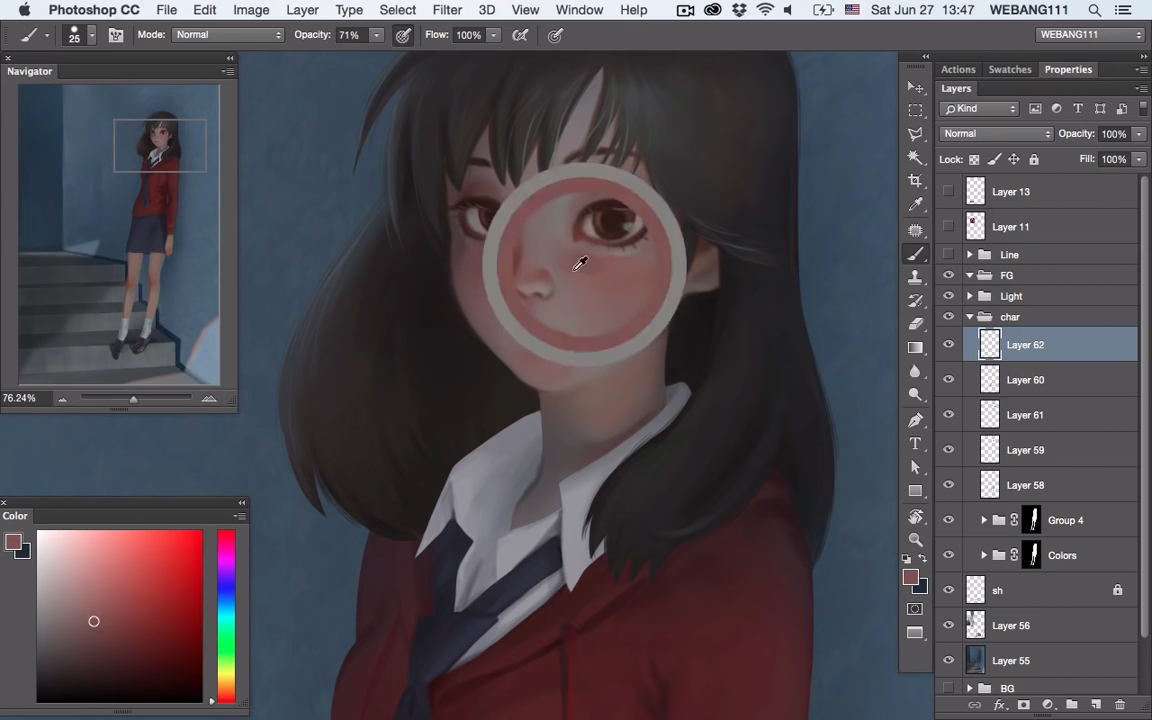 Photoshop CC File Edit Image Layer Type Select Filter 3D View Window Help Sat Jun 27 13:47 WEBANG111
25 Mode: Normal Opacity: 71% Flow: 100% WEBANG111
Navigator
76.24%
Color
Actions Swatches Properties
Layers
Kind
Normal Opacity: 100%
Lock: Fill: 100%
Layer 13
Layer 11
Line
FG
Light
char
Layer 62
Layer 60
Layer 61
Layer 59
Layer 58
Group 4
Colors
sh
Layer 56
Layer 55
BG
fx